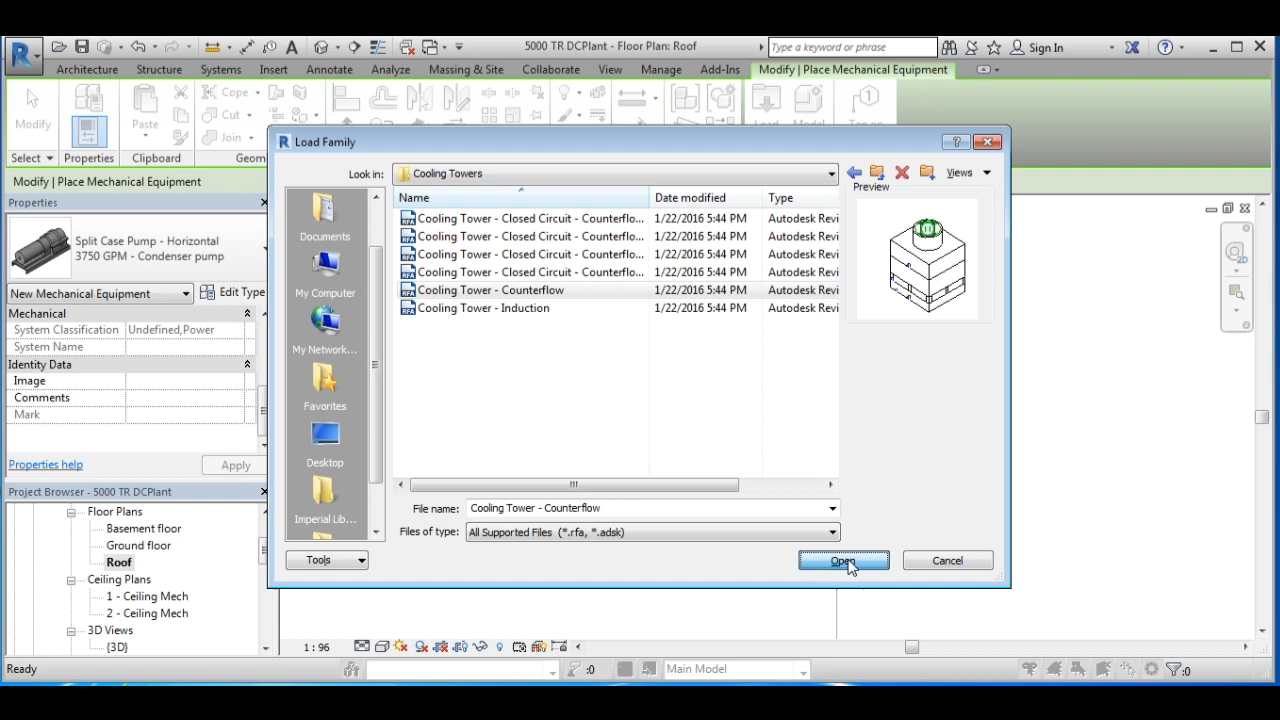 5000 TR DCPlant - Floor Plan: Roof
Type a keyword or phrase
Sign In
Architecture Structure Systems Insert Annotate Analyze Massing & Site Collaborate View Manage Add-Ins Modify | Place Mechanical Equipment
Modify
Paste
Cope
Cut
Join
Select Properties Clipboard Geom
Modify | Place Mechanical Equipment
Properties
Split Case Pump - Horizontal
3750 GPM - Condenser pump
New Mechanical Equipment
Edit Type
Mechanical
System Classification Undefined,Power
System Name
Identity Data
Image
Comments
Mark
Properties help
Apply
Project Browser - 5000 TR DCPlant
Floor Plans
Basement floor
Ground floor
Roof
Ceiling Plans
1 - Ceiling Mech
2 - Ceiling Mech
3D Views
{3D}
Load Family
Look in: Cooling Towers
Views
Preview
Documents
My Computer
My Network...
Favorites
Desktop
Imperial Lib...
Name Date modified Type
Cooling Tower - Closed Circuit - Counterflo... 1/22/2016 5:44 PM Autodesk Revi
Cooling Tower - Closed Circuit - Counterflo... 1/22/2016 5:44 PM Autodesk Revi
Cooling Tower - Closed Circuit - Counterflo... 1/22/2016 5:44 PM Autodesk Revi
Cooling Tower - Closed Circuit - Counterflo... 1/22/2016 5:44 PM Autodesk Revi
Cooling Tower - Counterflow 1/22/2016 5:44 PM Autodesk Revi
Cooling Tower - Induction 1/22/2016 5:44 PM Autodesk Revi
File name: Cooling Tower - Counterflow
Files of type: All Supported Files (*.rfa, *.adsk)
Tools
Open
Cancel
1 : 96
Ready
:0
Main Model
:0